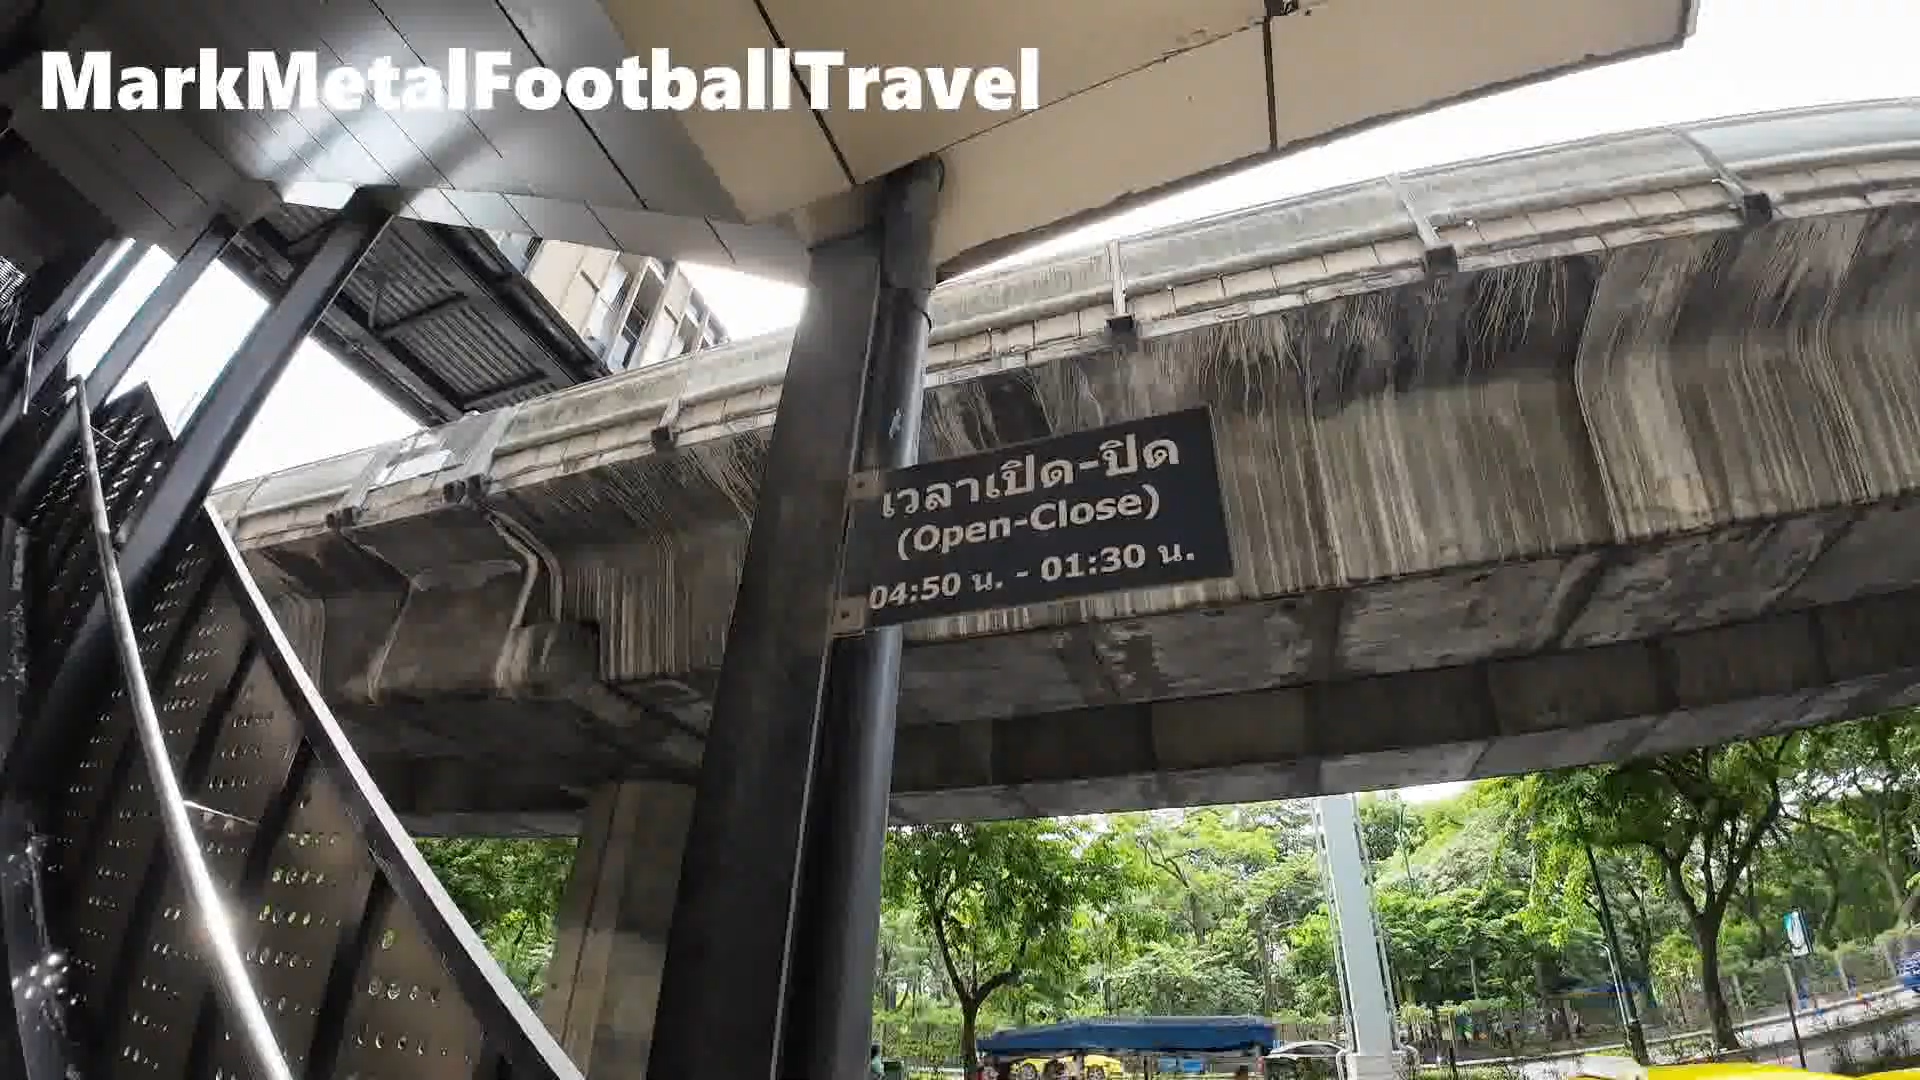 MarkMetalFootballTravel
เวลาเปิด-ปิด
(Open-Close)
04:50 น. - 01:30 น.